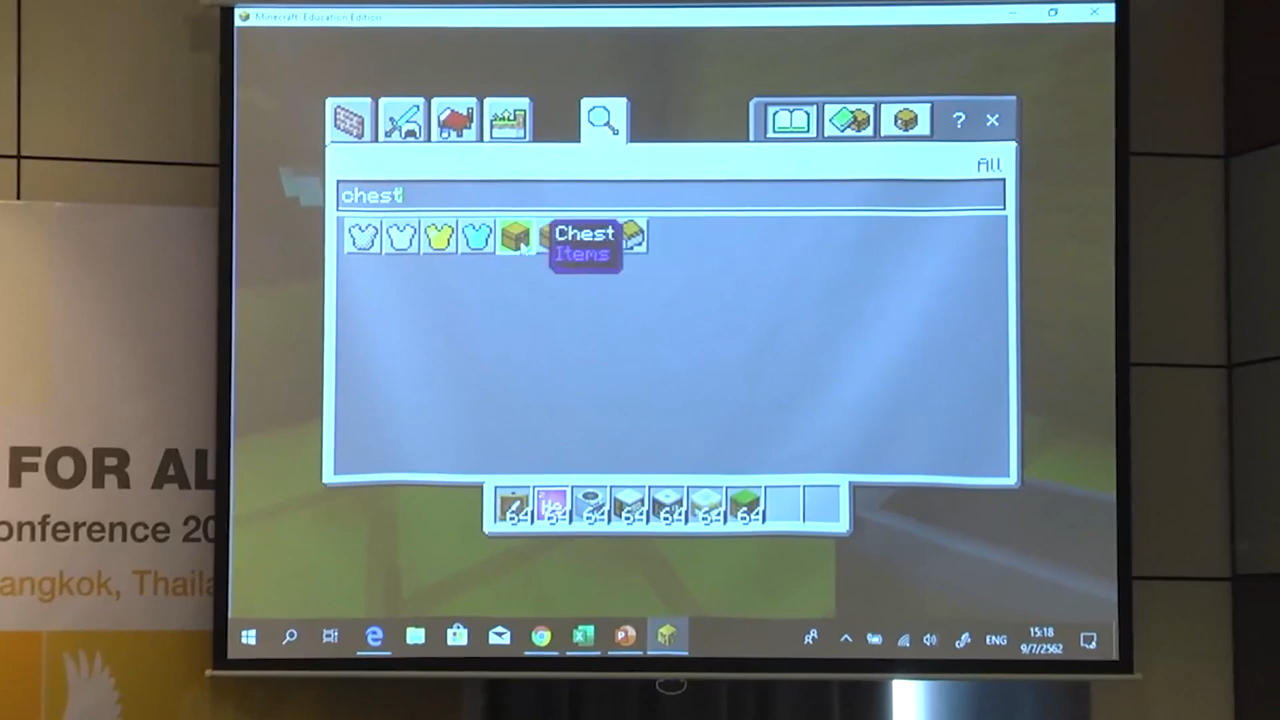 Minecraft: Education Edition
? ×
All
chest
Chest
Items
He
64 64 64 64 64 64 64
FOR AL
onference 20
angkok, Thaila
ENG
15:18
9/7/2562